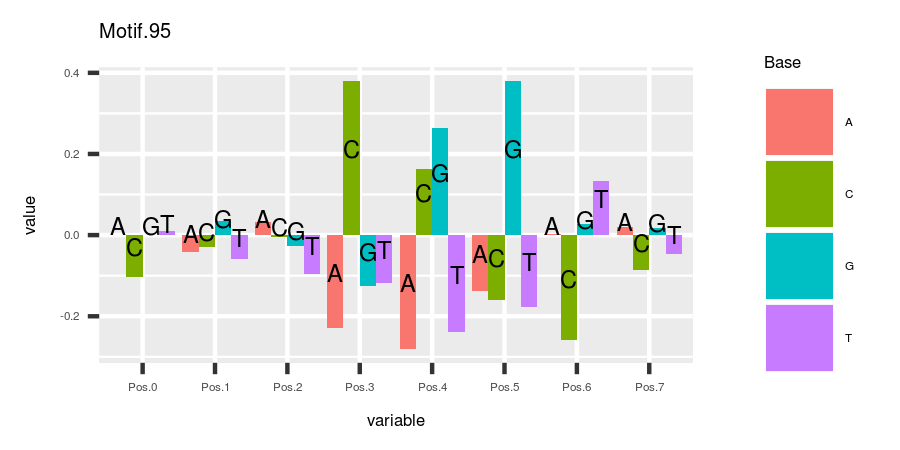 Motif.95
value
0.4
0.2
0.0
-0.2
A C G T A C G T A C G T A C G T A C G T A C G T A C G T A C G T
Pos.0 Pos.1 Pos.2 Pos.3 Pos.4 Pos.5 Pos.6 Pos.7
variable
Base
A
C
G
T